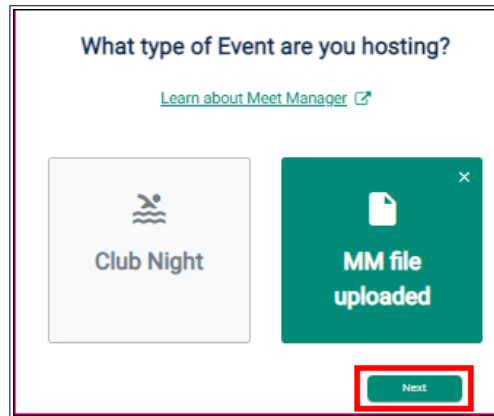 What type of Event are you hosting?
Learn about Meet Manager
Club Night
MM file
uploaded
Next